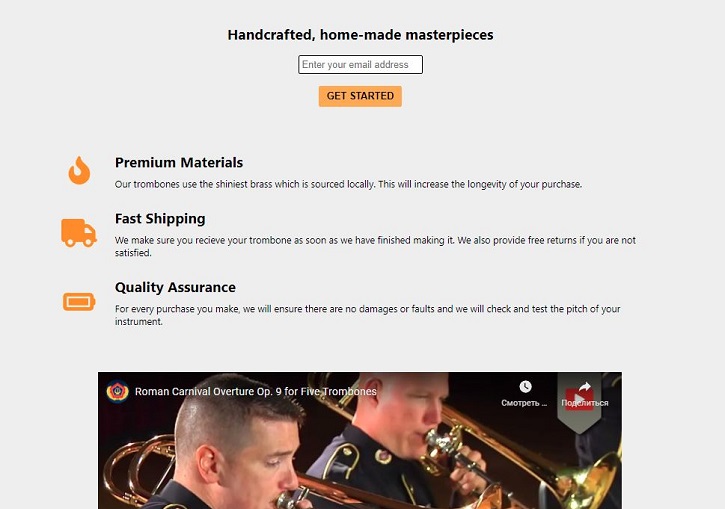 Handcrafted, home-made masterpieces
Enter your email address
GET STARTED
Premium Materials
Our trombones use the shiniest brass which is sourced locally. This will increase the longevity of your purchase.
Fast Shipping
We make sure you recieve your trombone as soon as we have finished making it. We also provide free returns if you are not
satisfied.
Quality Assurance
For every purchase you make, we will ensure there are no damages or faults and we will check and test the pitch of your
instrument.
Roman Carnival Overture Op. 9 for Five Trombones
Смотреть ...
Поделиться